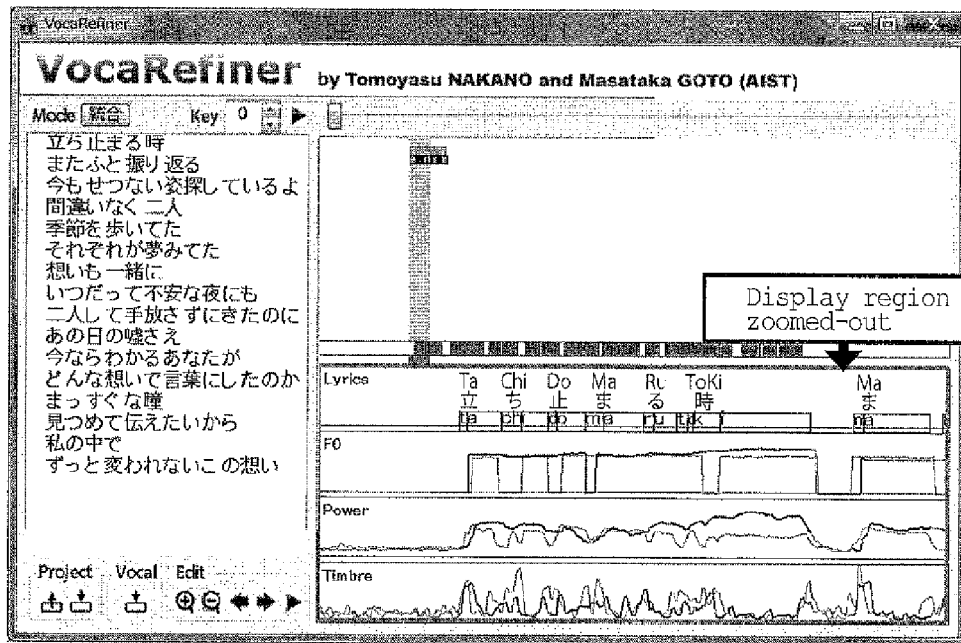 VocaRefiner
VocaRefiner by Tomoyasu NAKANO and Masataka GOTO (AIST)
Mode 統合 Key 0
立ち止まる時
またふと振り返る
今もせつない姿探しているよ
間違いなく二人
季節を歩いてた
それぞれが夢みてた
想いも一緒に
いつだって不安な夜にも
二人して手放さずにきたのに
あの日の嘘さえ
今ならわかるあなたが
どんな想いで言葉にしたのか
まっすぐな瞳
見つめて伝えたいから
私の中で
ずっと変われないこの想い
Project Vocal Edit
Display region
zoomed-out
Lyrics
Ta Chi Do Ma Ru ToKi Ma
立 ち 止 ま る 時 ま
F0
Power
Timbre